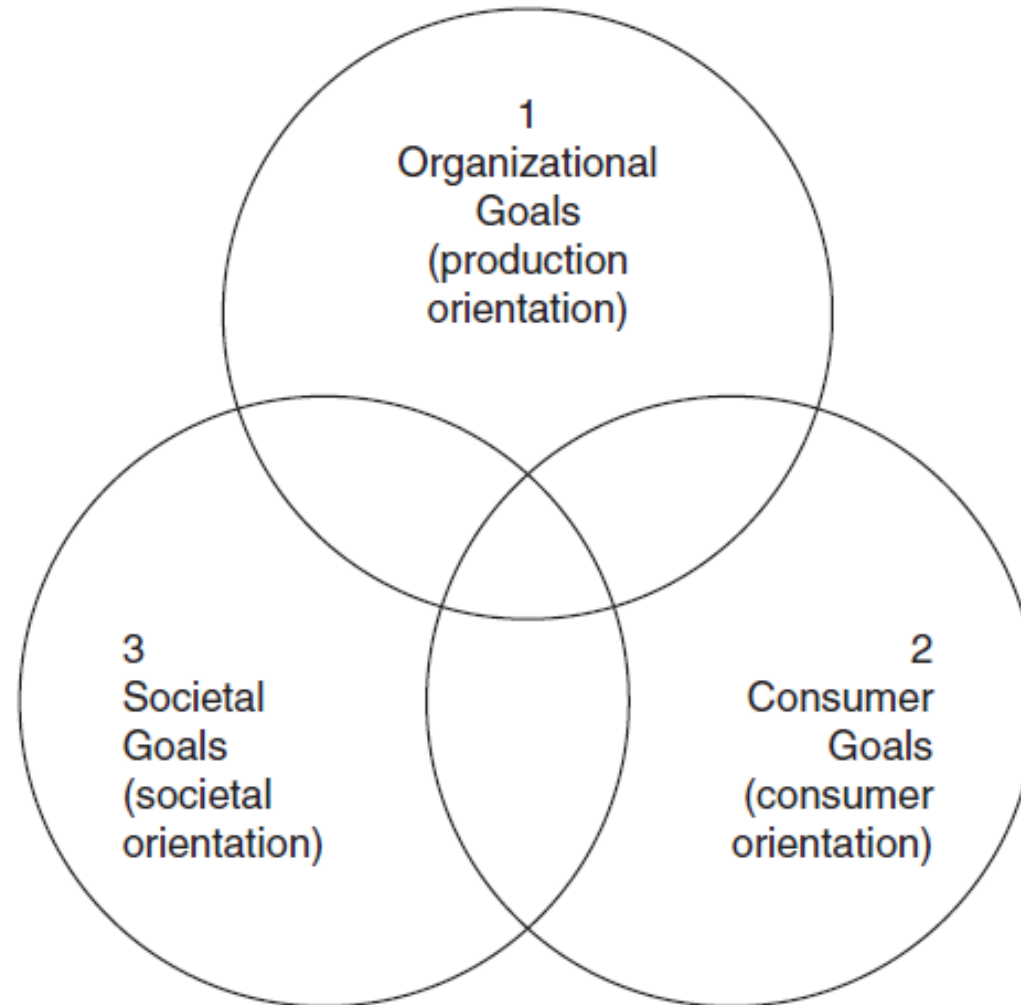 1
Organizational
Goals
(production
orientation)
3
Societal
Goals
(societal
orientation)
2
Consumer
Goals
(consumer
orientation)